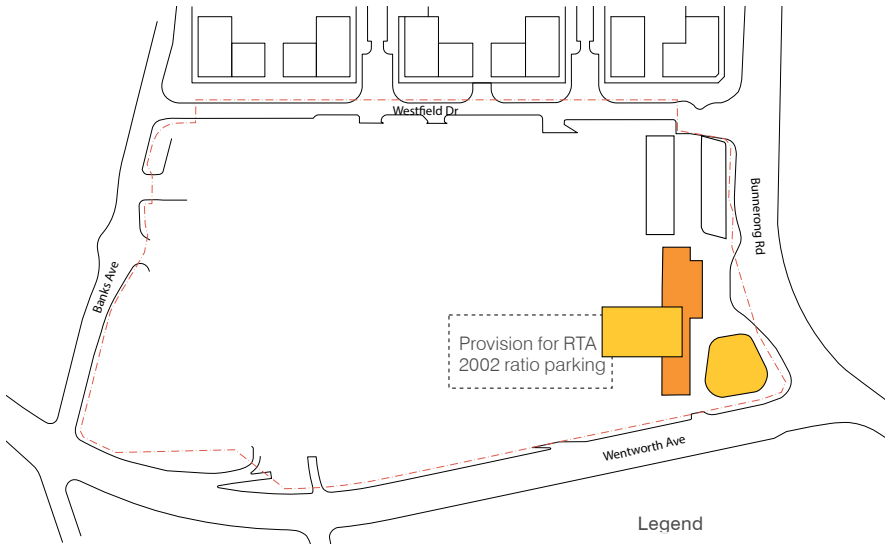 Westfield Dr
Bunnerong Rd
Banks Ave
Provision for RTA
2002 ratio parking
Wentworth Ave
Legend